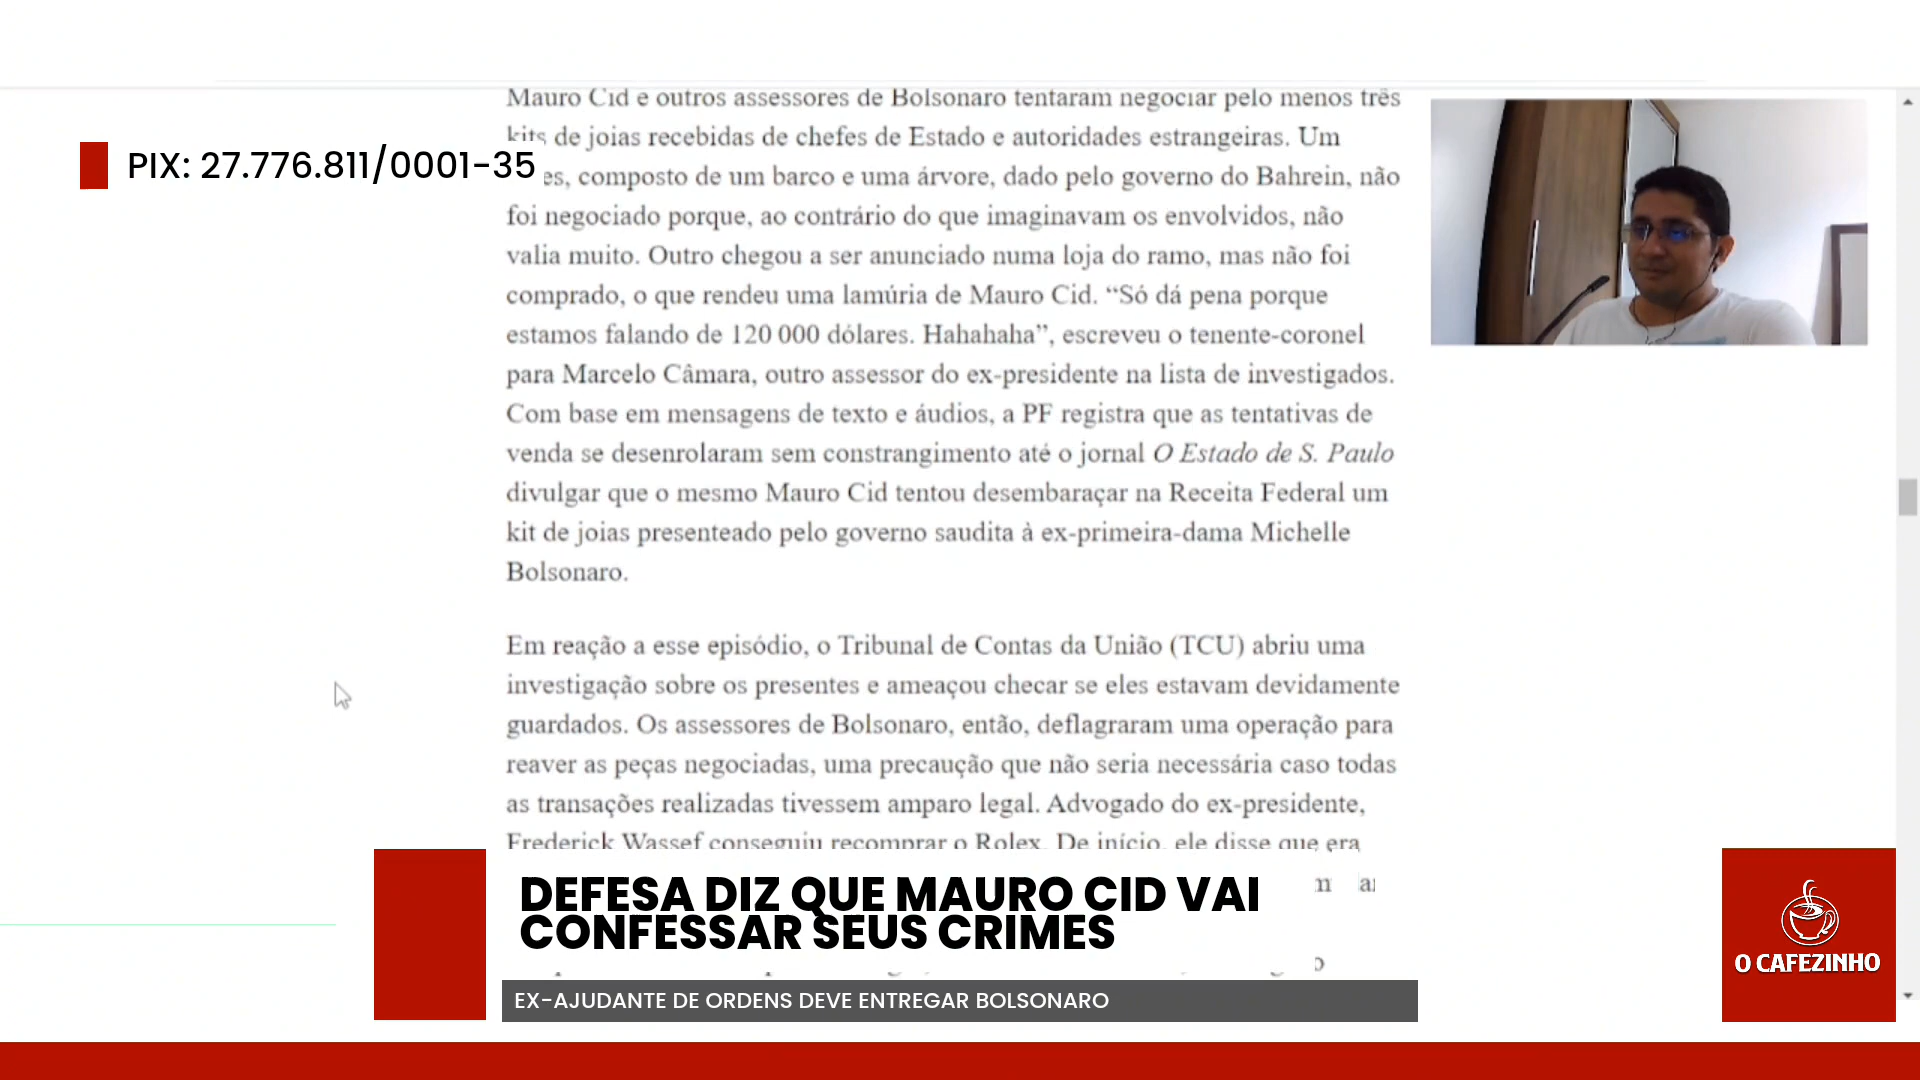 Mauro Cid e outros assessores de Bolsonaro tentaram negociar pelo menos três
kits de joias recebidas de chefes de Estado e autoridades estrangeiras. Um
es, composto de um barco e uma árvore, dado pelo governo do Bahrein, não
foi negociado porque, ao contrário do que imaginavam os envolvidos, não
valia muito. Outro chegou a ser anunciado numa loja do ramo, mas não foi
comprado, o que rendeu uma lamúria de Mauro Cid. “Só dá pena porque
estamos falando de 120 000 dólares. Hahahaha”, escreveu o tenente-coronel
para Marcelo Câmara, outro assessor do ex-presidente na lista de investigados.
Com base em mensagens de texto e áudios, a PF registra que as tentativas de
venda se desenrolaram sem constrangimento até o jornal O Estado de S. Paulo
divulgar que o mesmo Mauro Cid tentou desembaraçar na Receita Federal um
kit de joias presenteado pelo governo saudita à ex-primeira-dama Michelle
Bolsonaro.
Em reação a esse episódio, o Tribunal de Contas da União (TCU) abriu uma
investigação sobre os presentes e ameaçou checar se eles estavam devidamente
guardados. Os assessores de Bolsonaro, então, deflagraram uma operação para
reaver as peças negociadas, uma precaução que não seria necessária caso todas
as transações realizadas tivessem amparo legal. Advogado do ex-presidente,
Frederick Wassef conseguiu recomprar o Rolex. De início, ele disse que era
PIX: 27.776.811/0001-35
DEFESA DIZ QUE MAURO CID VAI
CONFESSAR SEUS CRIMES
EX-AJUDANTE DE ORDENS DEVE ENTREGAR BOLSONARO
O CAFEZINHO